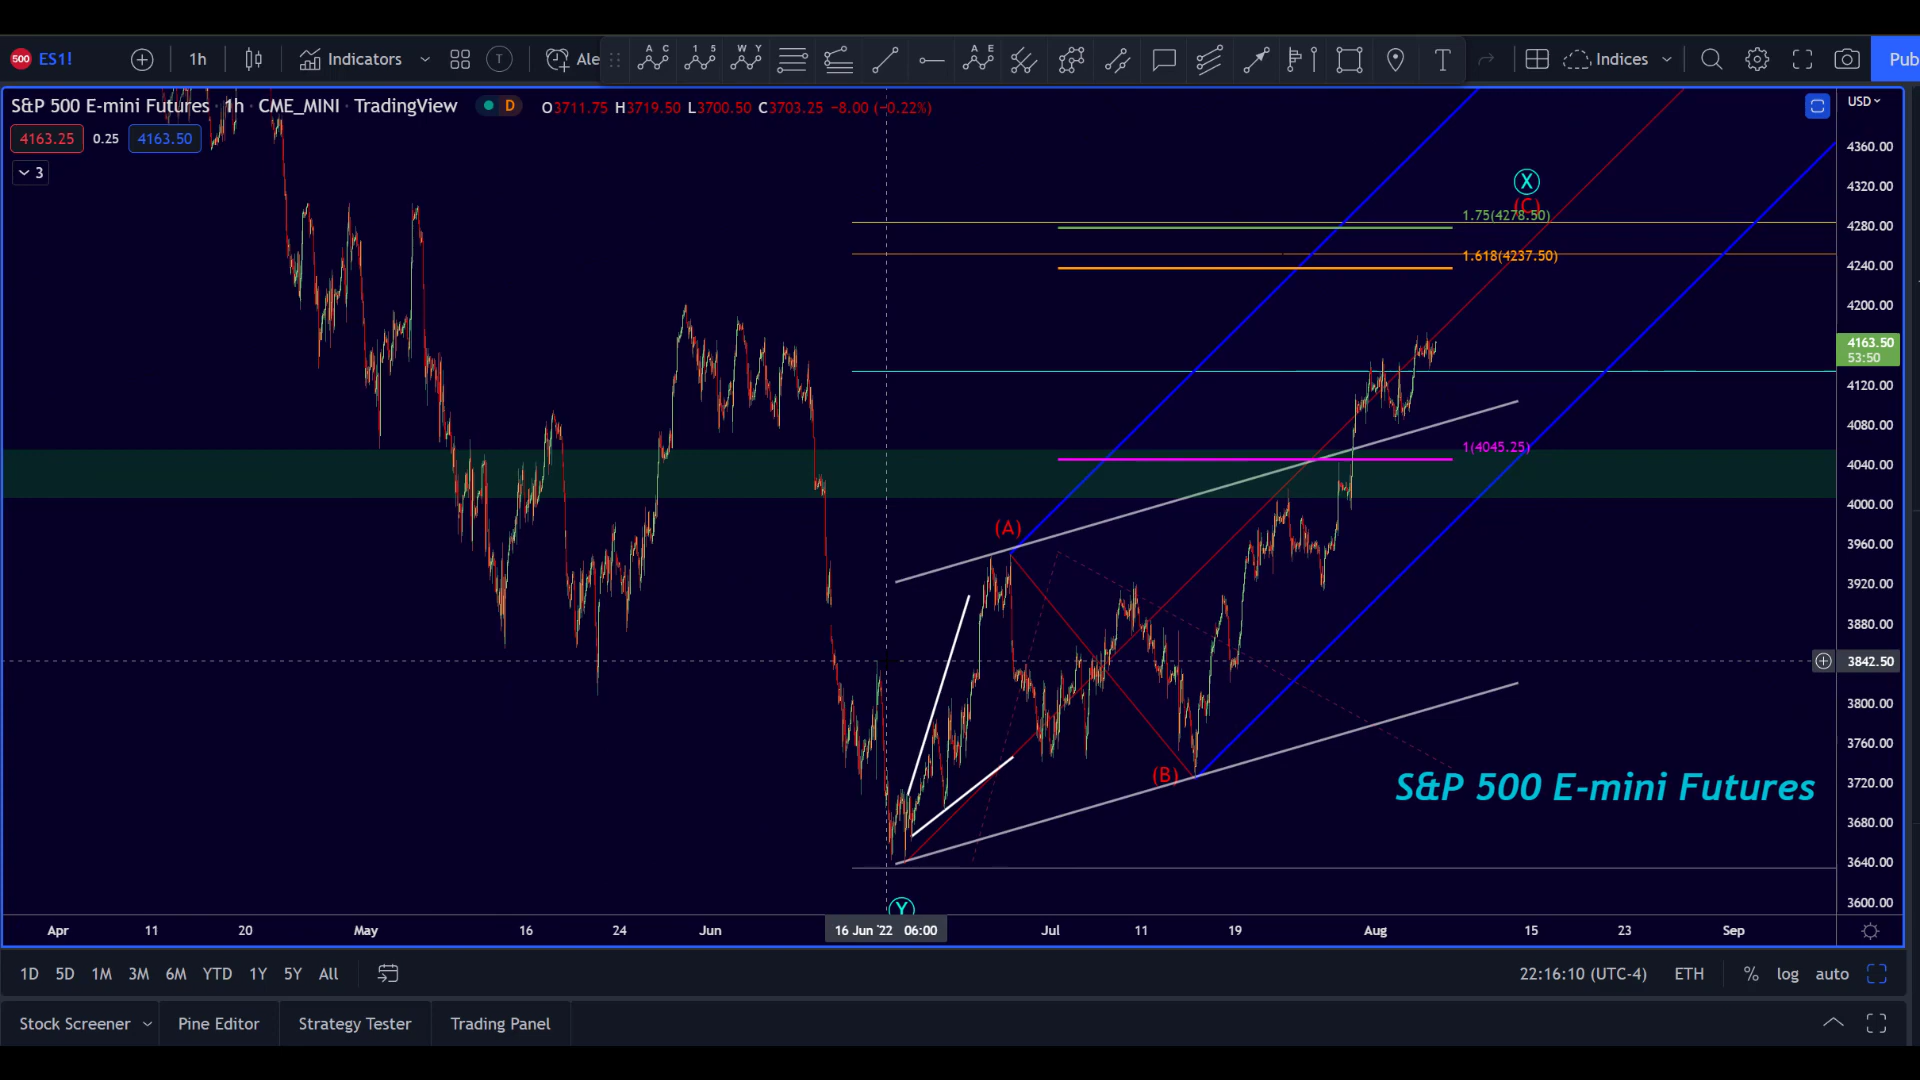 500 ES1! 1h Indicators T Ale A C 1 5 W Y A E T Indices Pub
S&P 500 E-mini Futures · 1h · CME_MINI · TradingView D O3711.75 H3719.50 L3700.50 C3703.25 −8.00 (−0.22%)
4163.25 0.25 4163.50
3
USD
4360.00
4320.00
4280.00
4240.00
4200.00
4163.50
53:50
4120.00
4080.00
4040.00
4000.00
3960.00
3920.00
3880.00
3842.50
3800.00
3760.00
3720.00
3680.00
3640.00
3600.00
X
(C)
1.75(4278.50)
1.618(4237.50)
1(4045.25)
(A)
(B)
S&P 500 E-mini Futures
Y
Apr 11 20 May 16 24 Jun 16 Jun '22 06:00 Jul 11 19 Aug 15 23 Sep
1D 5D 1M 3M 6M YTD 1Y 5Y All 22:16:10 (UTC-4) ETH % log auto
Stock Screener Pine Editor Strategy Tester Trading Panel